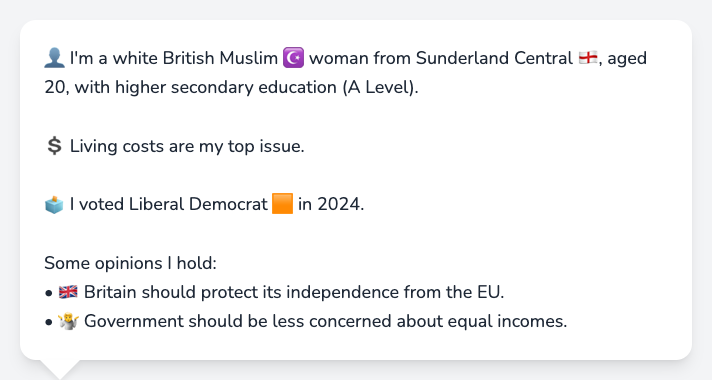 👤 I'm a white British Muslim ☪️ woman from Sunderland Central 🏴󠁧󠁢󠁥󠁮󠁧󠁿, aged
20, with higher secondary education (A Level).
💲 Living costs are my top issue.
🗳️ I voted Liberal Democrat 🟧 in 2024.
Some opinions I hold:
• 🇬🇧 Britain should protect its independence from the EU.
• 🤷‍♀️ Government should be less concerned about equal incomes.